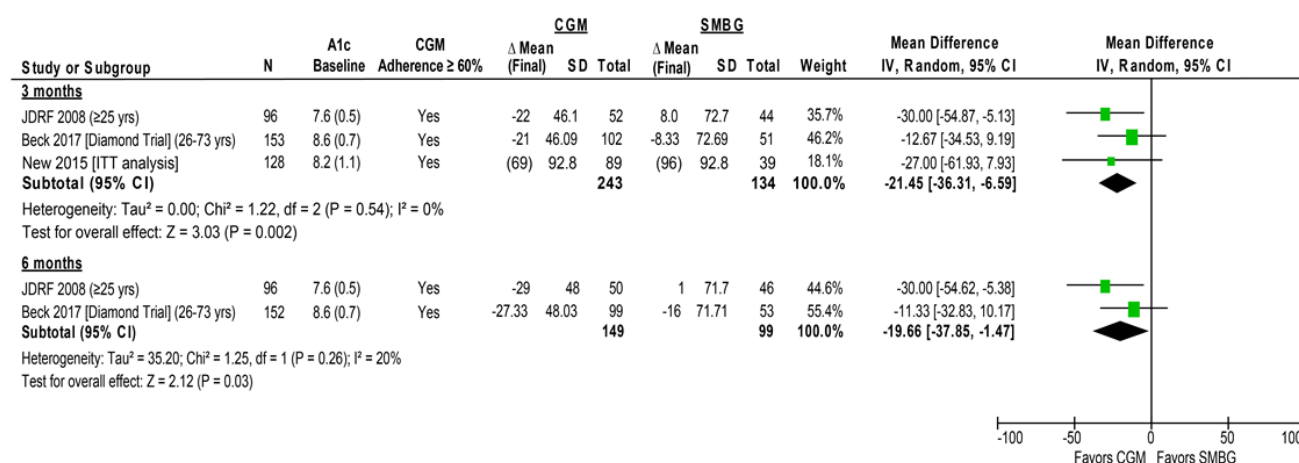 CGM SMBG
A1c CGM Δ Mean Δ Mean Mean Difference Mean Difference
Study or Subgroup N Baseline Adherence ≥ 60% (Final) SD Total (Final) SD Total Weight IV, Random, 95% CI IV, Random, 95% CI
3 months
JDRF 2008 (≥25 yrs) 96 7.6 (0.5) Yes -22 46.1 52 8.0 72.7 44 35.7% -30.00 [-54.87, -5.13]
Beck 2017 [Diamond Trial] (26-73 yrs) 153 8.6 (0.7) Yes -21 46.09 102 -8.33 72.69 51 46.2% -12.67 [-34.53, 9.19]
New 2015 [ITT analysis] 128 8.2 (1.1) Yes (69) 92.8 89 (96) 92.8 39 18.1% -27.00 [-61.93, 7.93]
Subtotal (95% CI) 243 134 100.0% -21.45 [-36.31, -6.59]
Heterogeneity: Tau² = 0.00; Chi² = 1.22, df = 2 (P = 0.54); I² = 0%
Test for overall effect: Z = 3.03 (P = 0.002)
6 months
JDRF 2008 (≥25 yrs) 96 7.6 (0.5) Yes -29 48 50 1 71.7 46 44.6% -30.00 [-54.62, -5.38]
Beck 2017 [Diamond Trial] (26-73 yrs) 152 8.6 (0.7) Yes -27.33 48.03 99 -16 71.71 53 55.4% -11.33 [-32.83, 10.17]
Subtotal (95% CI) 149 99 100.0% -19.66 [-37.85, -1.47]
Heterogeneity: Tau² = 35.20; Chi² = 1.25, df = 1 (P = 0.26); I² = 20%
Test for overall effect: Z = 2.12 (P = 0.03)
-100 -50 0 50 100
Favors CGM Favors SMBG